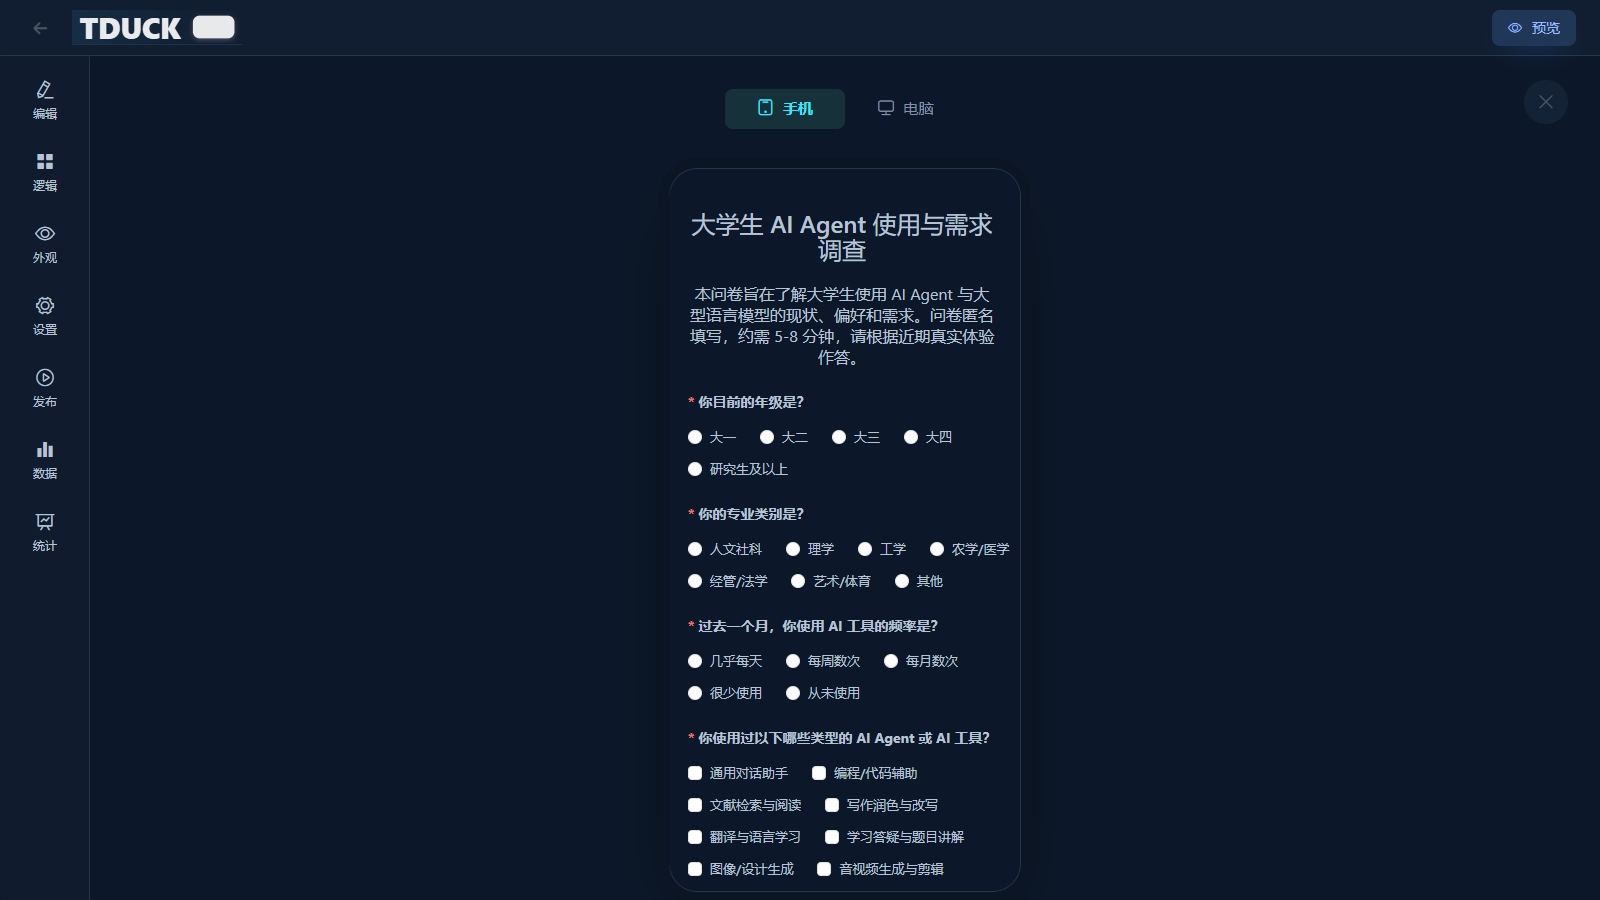 TDUCK
预览
编辑
逻辑
外观
设置
发布
数据
统计
手机
电脑
大学生 AI Agent 使用与需求
调查
本问卷旨在了解大学生使用 AI Agent 与大
型语言模型的现状、偏好和需求。问卷匿名
填写，约需 5-8 分钟，请根据近期真实体验
作答。
* 你目前的年级是？
大一 大二 大三 大四
研究生及以上
* 你的专业类别是？
人文社科 理学 工学 农学/医学
经管/法学 艺术/体育 其他
* 过去一个月，你使用 AI 工具的频率是？
几乎每天 每周数次 每月数次
很少使用 从未使用
* 你使用过以下哪些类型的 AI Agent 或 AI 工具？
通用对话助手 编程/代码辅助
文献检索与阅读 写作润色与改写
翻译与语言学习 学习答疑与题目讲解
图像/设计生成 音视频生成与剪辑